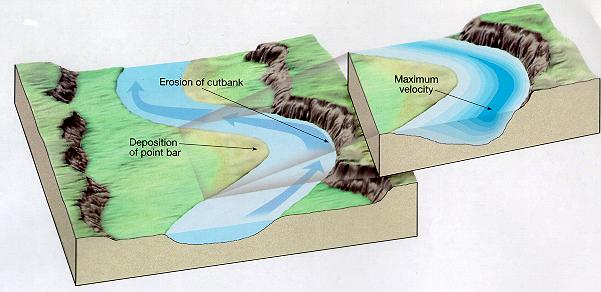 Erosion of cutbank
Maximum
velocity
Deposition
of point bar